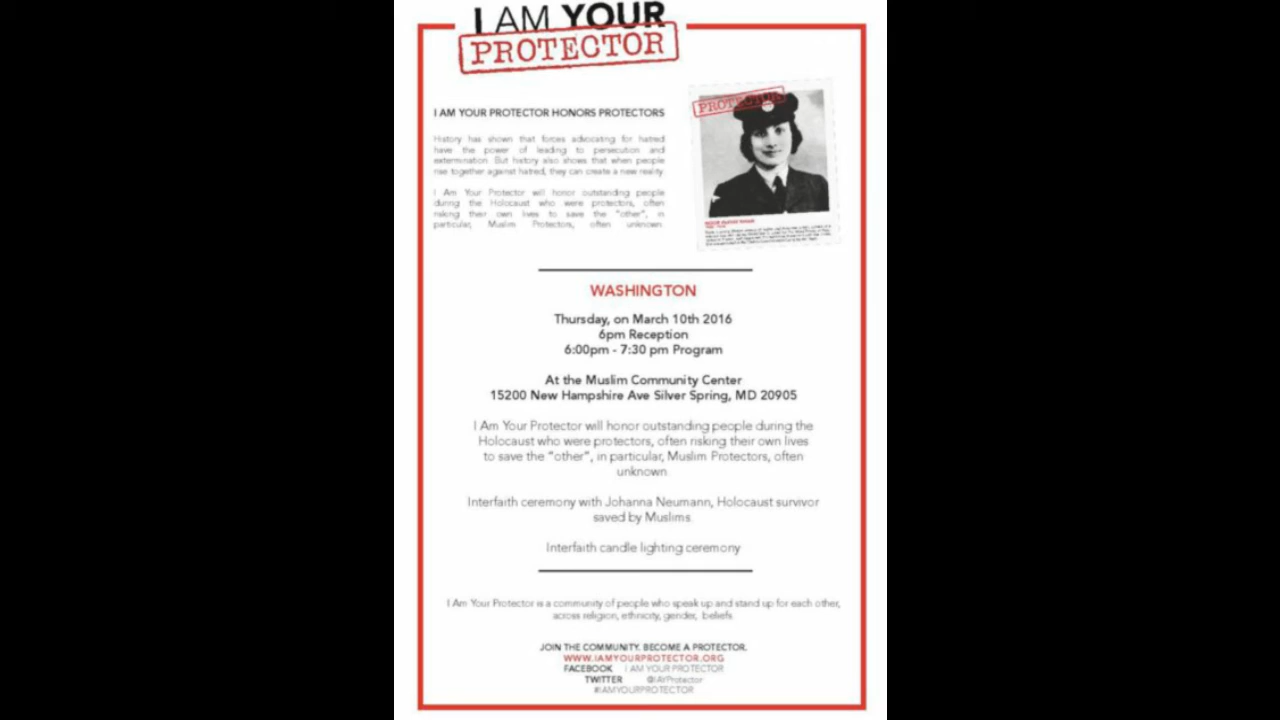 I AM YOUR
PROTECTOR
I AM YOUR PROTECTOR HONORS PROTECTORS
History has shown that forces advocating for hatred
have the power of leading to persecution and
extermination. But history also shows that when people
rise together against hatred, they can create a new reality.
I Am Your Protector will honor outstanding people
during the Holocaust who were protectors, often
risking their own lives to save the "other", in
particular, Muslim Protectors, often unknown.
PROTECTOR
WASHINGTON
Thursday, on March 10th 2016
6pm Reception
6:00pm - 7:30 pm Program
At the Muslim Community Center
15200 New Hampshire Ave Silver Spring, MD 20905
I Am Your Protector will honor outstanding people during the
Holocaust who were protectors, often risking their own lives
to save the "other", in particular, Muslim Protectors, often
unknown
Interfaith ceremony with Johanna Neumann, Holocaust survivor
saved by Muslims
Interfaith candle lighting ceremony
I Am Your Protector is a community of people who speak up and stand up for each other,
across religion, ethnicity, gender, beliefs
JOIN THE COMMUNITY. BECOME A PROTECTOR.
WWW.IAMYOURPROTECTOR.ORG
FACEBOOK I AM YOUR PROTECTOR
TWITTER @IAYProtector
#IAMYOURPROTECTOR